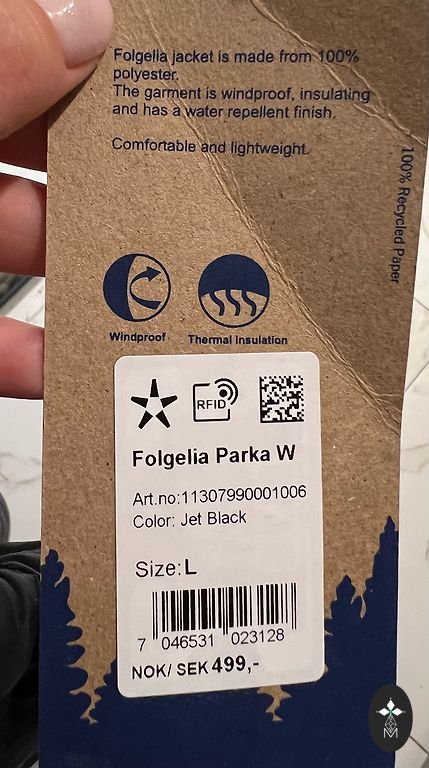 Folgelia jacket is made from 100%
polyester.
The garment is windproof, insulating
and has a water repellent finish.
Comfortable and lightweight.
100% Recycled Paper
Windproof
Thermal Insulation
RFID
Folgelia Parka W
Art.no:11307990001006
Color: Jet Black
Size:L
7 046531 023128
NOK/ SEK 499,-
M